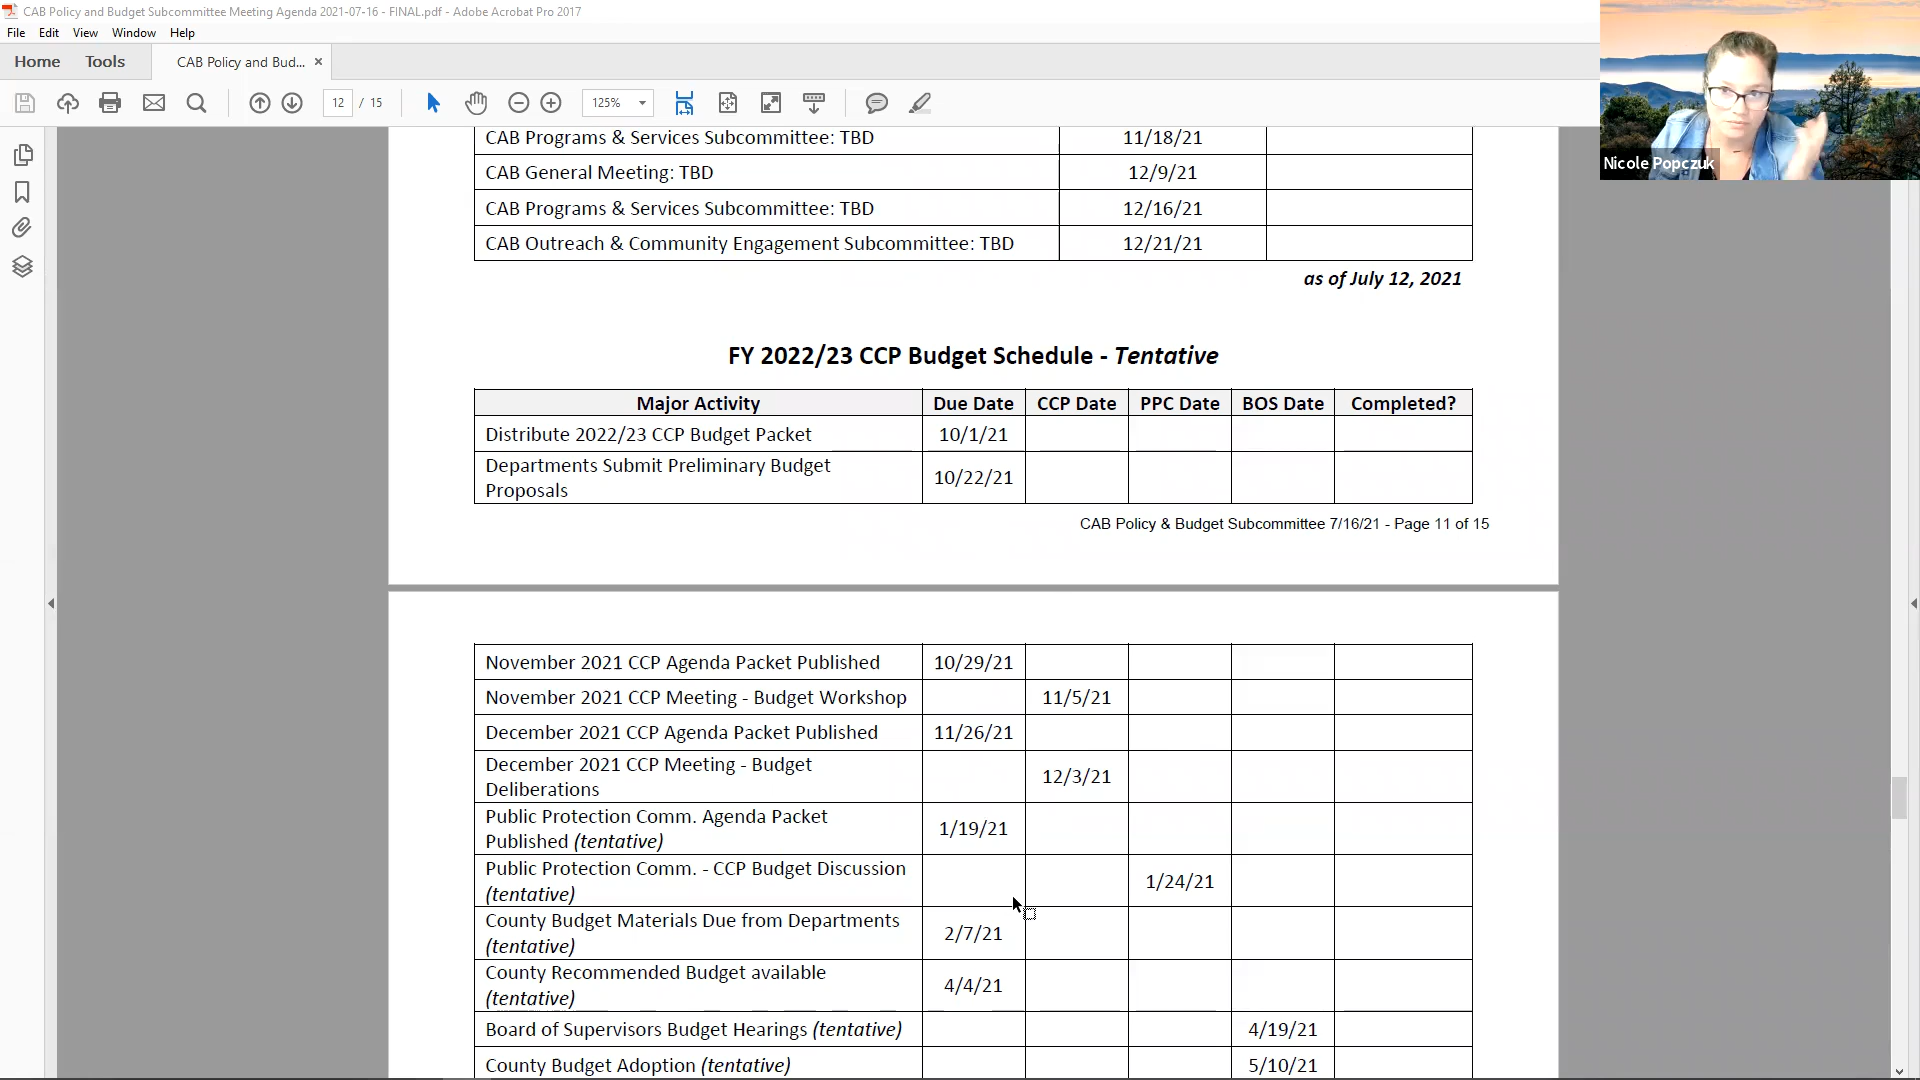 CAB Policy and Budget Subcommittee Meeting Agenda 2021-07-16 - FINAL.pdf - Adobe Acrobat Pro 2017
File Edit View Window Help
Home Tools CAB Policy and Bud... ×
12 / 15 125%
Nicole Popczuk
CAB Programs & Services Subcommittee: TBD 11/18/21
CAB General Meeting: TBD 12/9/21
CAB Programs & Services Subcommittee: TBD 12/16/21
CAB Outreach & Community Engagement Subcommittee: TBD 12/21/21
as of July 12, 2021
FY 2022/23 CCP Budget Schedule - Tentative
Major Activity Due Date CCP Date PPC Date BOS Date Completed?
Distribute 2022/23 CCP Budget Packet 10/1/21
Departments Submit Preliminary Budget
Proposals 10/22/21
CAB Policy & Budget Subcommittee 7/16/21 - Page 11 of 15
November 2021 CCP Agenda Packet Published 10/29/21
November 2021 CCP Meeting - Budget Workshop 11/5/21
December 2021 CCP Agenda Packet Published 11/26/21
December 2021 CCP Meeting - Budget
Deliberations 12/3/21
Public Protection Comm. Agenda Packet
Published (tentative) 1/19/21
Public Protection Comm. - CCP Budget Discussion
(tentative) 1/24/21
County Budget Materials Due from Departments
(tentative) 2/7/21
County Recommended Budget available
(tentative) 4/4/21
Board of Supervisors Budget Hearings (tentative) 4/19/21
County Budget Adoption (tentative) 5/10/21